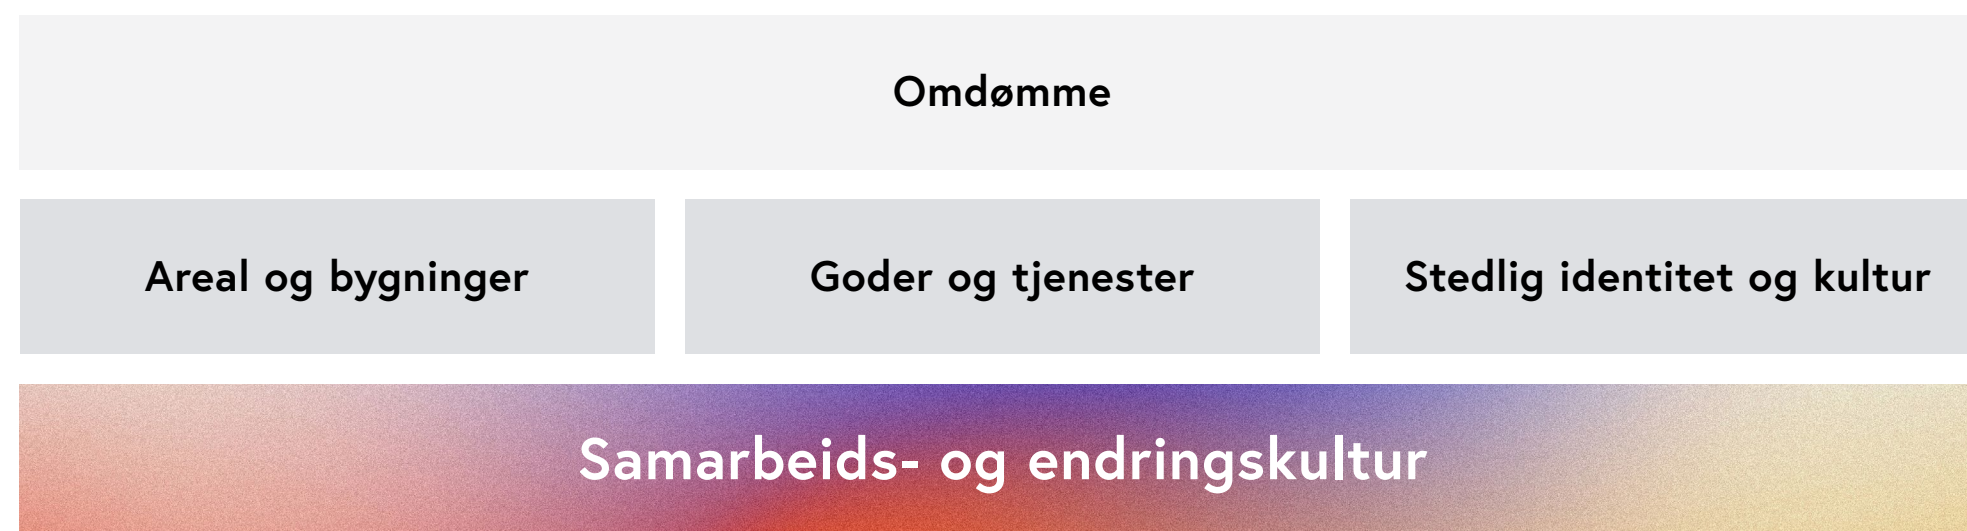 Omdømme
Areal og bygninger
Goder og tjenester
Stedlig identitet og kultur
Samarbeids- og endringskultur